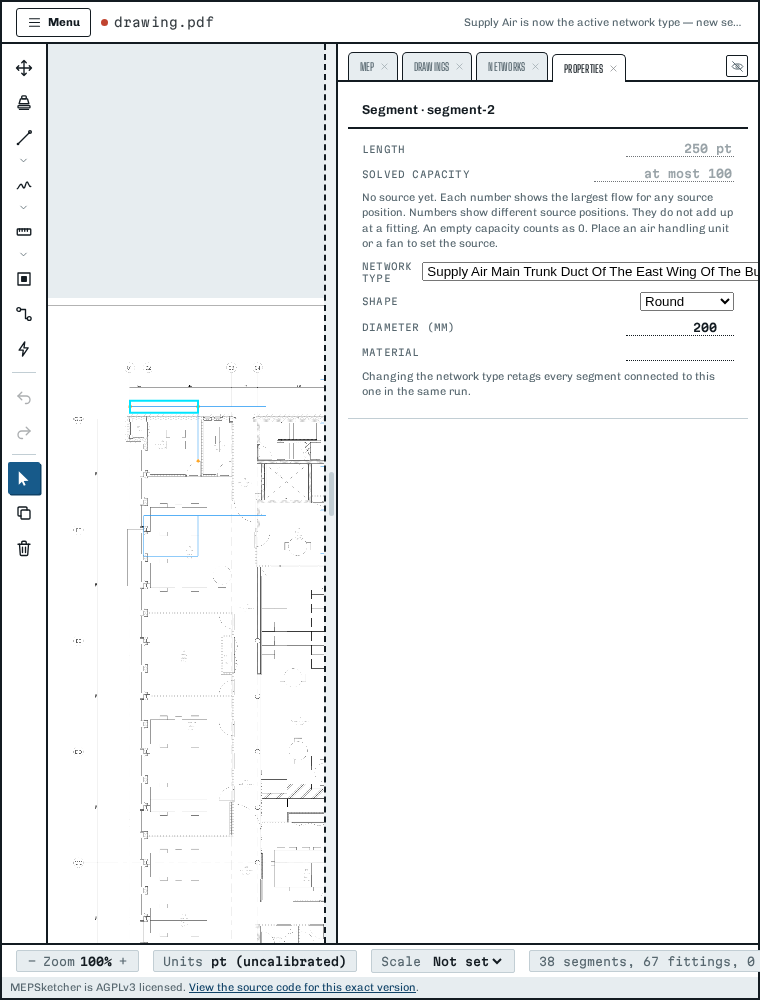 Menu
drawing.pdf
Supply Air is now the active network type — new se...
MEP
DRAWINGS
NETWORKS
PROPERTIES
Segment · segment-2
LENGTH
250 pt
SOLVED CAPACITY
at most 100
No source yet. Each number shows the largest flow for any source
position. Numbers show different source positions. They do not add up
at a fitting. An empty capacity counts as 0. Place an air handling unit
or a fan to set the source.
NETWORK
TYPE
Supply Air Main Trunk Duct Of The East Wing Of The Bu
SHAPE
Round
DIAMETER (MM)
200
MATERIAL
Changing the network type retags every segment connected to this
one in the same run.
− Zoom 100% +
Units pt (uncalibrated)
Scale Not set
38 segments, 67 fittings, 0
MEPSketcher is AGPLv3 licensed. View the source code for this exact version.